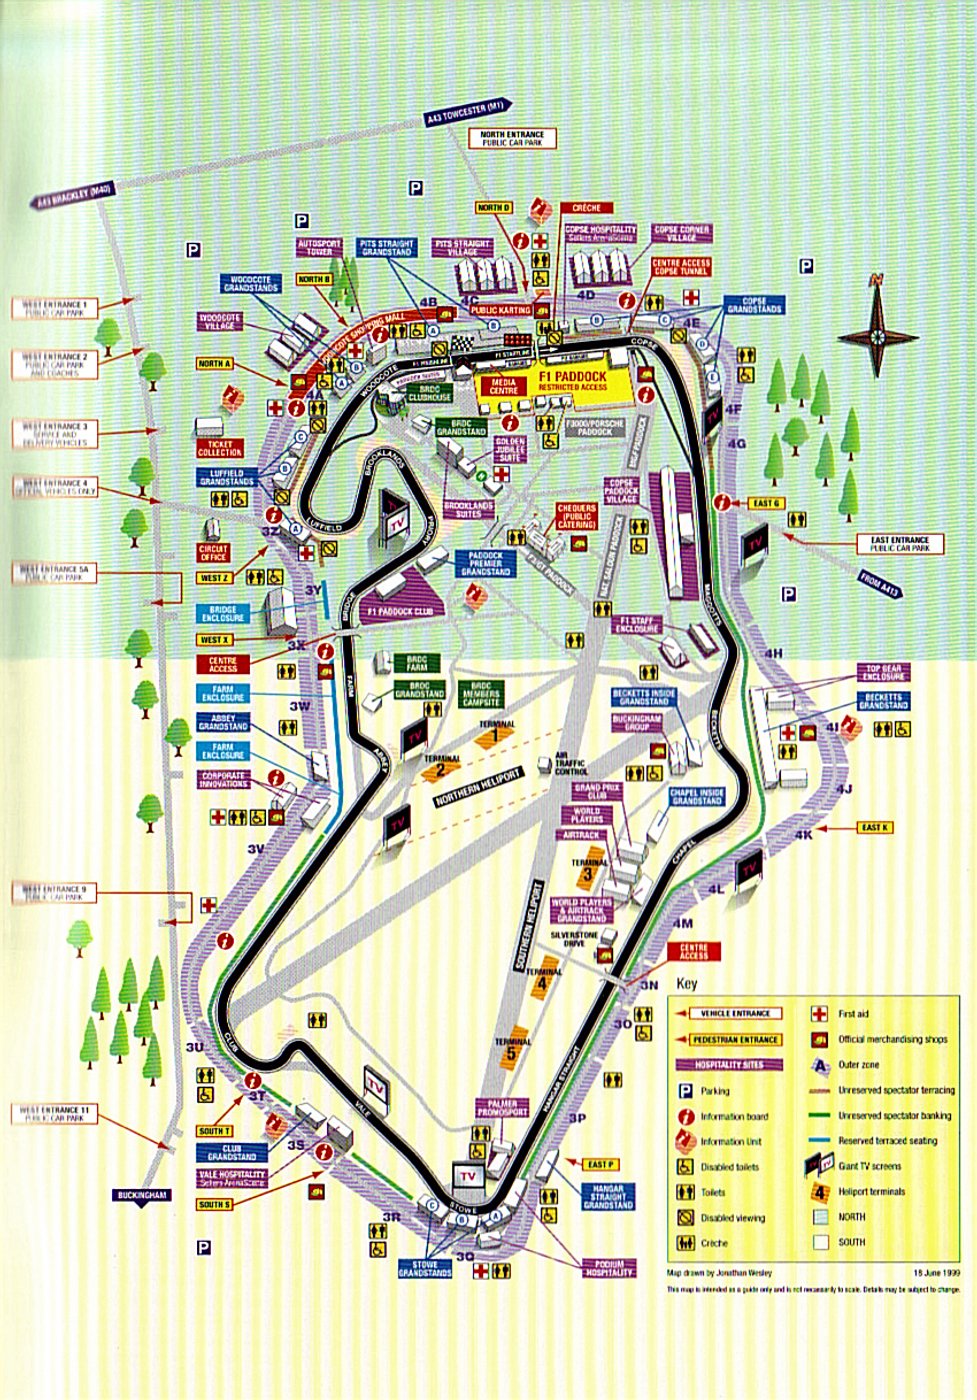 A43 TOWCESTER (M1)
NORTH ENTRANCE
PUBLIC CAR PARK
A43 BRACKLEY (M40)
P
P
P
P
NORTH D
CRÈCHE
AUTOSPORT
TOWER
PITS STRAIGHT
GRANDSTAND
PITS STRAIGHT
VILLAGE
COPSE HOSPITALITY
COPSE CORNER
VILLAGE
CENTRE ACCESS
COPSE TUNNEL
N
WOODCOTE
GRANDSTANDS
NORTH B
4B
4C
4D
4E
PUBLIC KARTING
COPSE
GRANDSTANDS
WEST ENTRANCE 1
PUBLIC CAR PARK
WOODCOTE
VILLAGE
WOODCOTE SHOPPING MALL
WEST ENTRANCE 2
PUBLIC CAR PARK
AND COACHES
NORTH A
4A
WOODCOTE
F1 STARTLINE
COPSE
BRDC
CLUBHOUSE
MEDIA
CENTRE
F1 PADDOCK
RESTRICTED ACCESS
4F
4G
WEST ENTRANCE 3
SERVICE AND
DELIVERY VEHICLES
TICKET
COLLECTION
BRDC
GRANDSTAND
GOLDEN
JUBILEE
SUITE
F3000/PORSCHE
PADDOCK
LUFFIELD
GRANDSTANDS
BROOKLANDS
LUFFIELD
BROOKLANDS
SUITES
PRIORY
TV
COPSE
PADDOCK
VILLAGE
TV
WEST ENTRANCE 4
OFFICIAL VEHICLES ONLY
EAST G
3Z
CIRCUIT
OFFICE
CHEQUERS
(PUBLIC
CATERING)
TV
EAST ENTRANCE
PUBLIC CAR PARK
FROM A413
WEST ENTRANCE 5A
PUBLIC CAR PARK
WEST Z
PADDOCK
PREMIER
GRANDSTAND
P
3Y
BRIDGE
ENCLOSURE
BRIDGE
F1 PADDOCK CLUB
MAGGOTTS
WEST X
3X
F1 STAFF
ENCLOSURE
4H
CENTRE
ACCESS
BRDC
FARM
FARM
ENCLOSURE
FARM
BRDC
GRANDSTAND
BRDC
MEMBERS
CAMPSITE
TOP GEAR
ENCLOSURE
3W
ABBEY
GRANDSTAND
BECKETTS INSIDE
GRANDSTAND
BUCKINGHAM
GROUP
BECKETTS
BECKETTS
GRANDSTAND
4I
TERMINAL
1
TV
ABBEY
FARM
ENCLOSURE
TERMINAL
2
AIR
TRAFFIC
CONTROL
CORPORATE
INNOVATIONS
NORTHERN HELIPORT
GRAND PRIX
CLUB
CHAPEL INSIDE
GRANDSTAND
4J
WORLD
PLAYERS
AIRTRACK
TV
CHAPEL
4K
EAST K
3V
TERMINAL
3
TV
4L
WEST ENTRANCE 9
PUBLIC CAR PARK
WORLD PLAYERS
& AIRTRACK
GRANDSTAND
4M
SOUTHERN HELIPORT
SILVERSTONE
DRIVE
CENTRE
ACCESS
TERMINAL
4
3N
3O
3U
CLUB
TERMINAL
5
HANGAR STRAIGHT
3T
TV
VALE
WEST ENTRANCE 11
PUBLIC CAR PARK
SOUTH T
CLUB
GRANDSTAND
3S
PALMER
PROMOSPORT
3P
VALE HOSPITALITY
BUCKINGHAM
SOUTH S
TV
EAST P
HANGAR
STRAIGHT
GRANDSTAND
STOWE
3R
P
STOWE
GRANDSTANDS
3Q
PODIUM
HOSPITALITY
Key
VEHICLE ENTRANCE
PEDESTRIAN ENTRANCE
HOSPITALITY SITES
P Parking
Information board
Information Unit
Disabled toilets
Toilets
Disabled viewing
Crèche
First aid
Official merchandising shops
A Outer zone
Unreserved spectator terracing
Unreserved spectator banking
Reserved terraced seating
Giant TV screens
4 Heliport terminals
NORTH
SOUTH
Map drawn by Jonathan Wesley
18 June 1999
This map is intended as a guide only and is not necessarily to scale. Details may be subject to change.